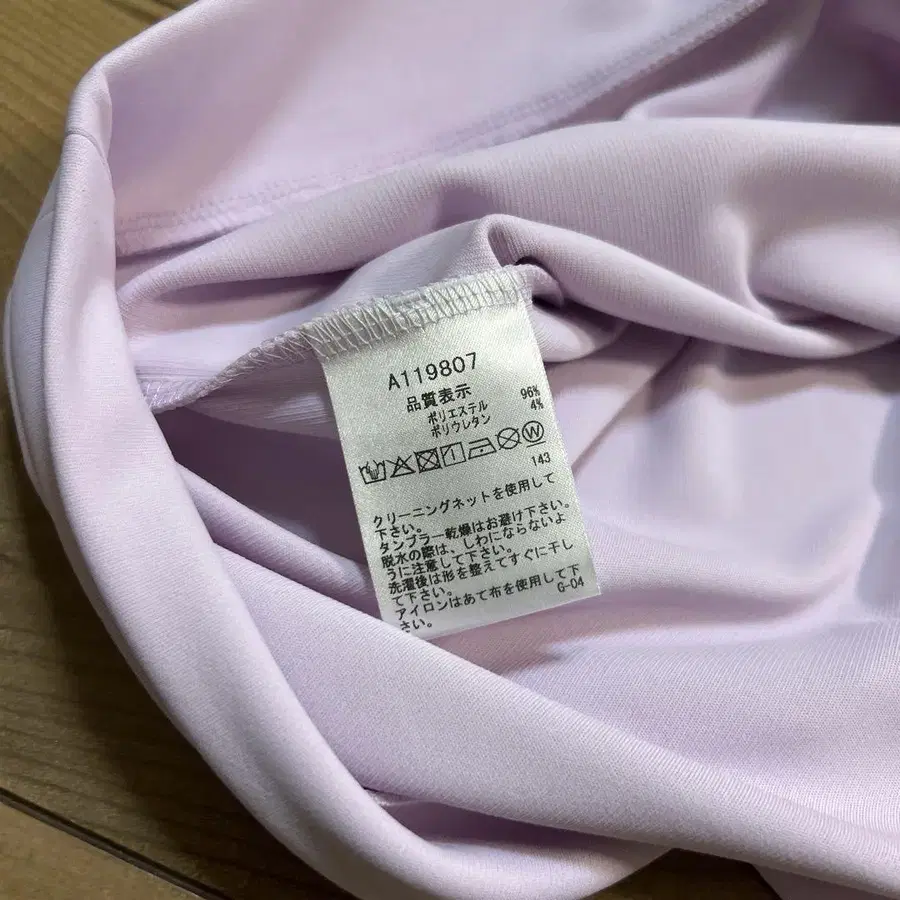 A119807
品質表示
ポリエステル 96%
ポリウレタン 4%
W
143
クリーニングネットを使用して
下さい。
タンブラー乾燥はお避け下さい。
脱水の際は、しわにならないよ
うに注意して下さい。
洗濯後は形を整えてすぐに干し
て下さい。
アイロンはあて布を使用して下
さい。
G-04